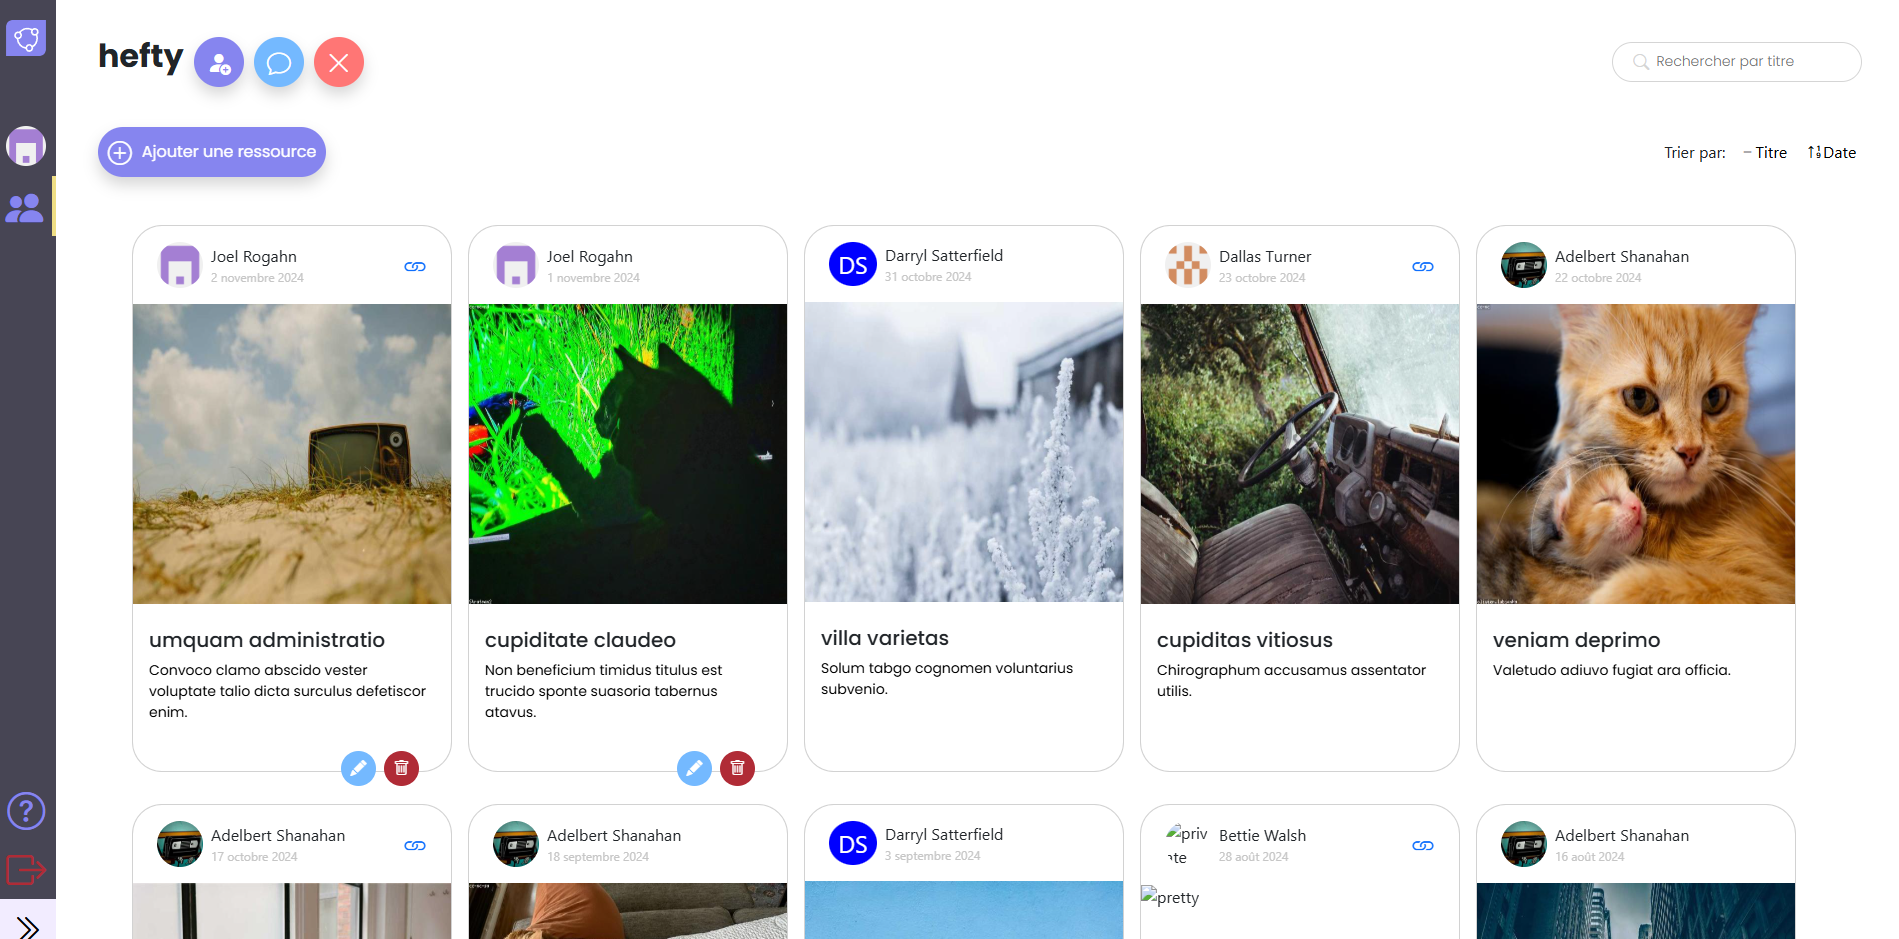 hefty
Rechercher par titre
Ajouter une ressource
Trier par: Titre Date
Joel Rogahn
2 novembre 2024
umquam administratio
Convoco clamo abscido vester
voluptate talio dicta surculus defetiscor
enim.
Joel Rogahn
1 novembre 2024
cupiditate claudeo
Non beneficium timidus titulus est
trucido sponte suasoria tabernus
atavus.
DS
Darryl Satterfield
31 octobre 2024
villa varietas
Solum tabgo cognomen voluntarius
subvenio.
Dallas Turner
23 octobre 2024
cupiditas vitiosus
Chirographum accusamus assentator
utilis.
Adelbert Shanahan
22 octobre 2024
veniam deprimo
Valetudo adiuvo fugiat ara officia.
Adelbert Shanahan
17 octobre 2024
Adelbert Shanahan
18 septembre 2024
DS
Darryl Satterfield
3 septembre 2024
priv
te
Bettie Walsh
28 août 2024
pretty
Adelbert Shanahan
16 août 2024